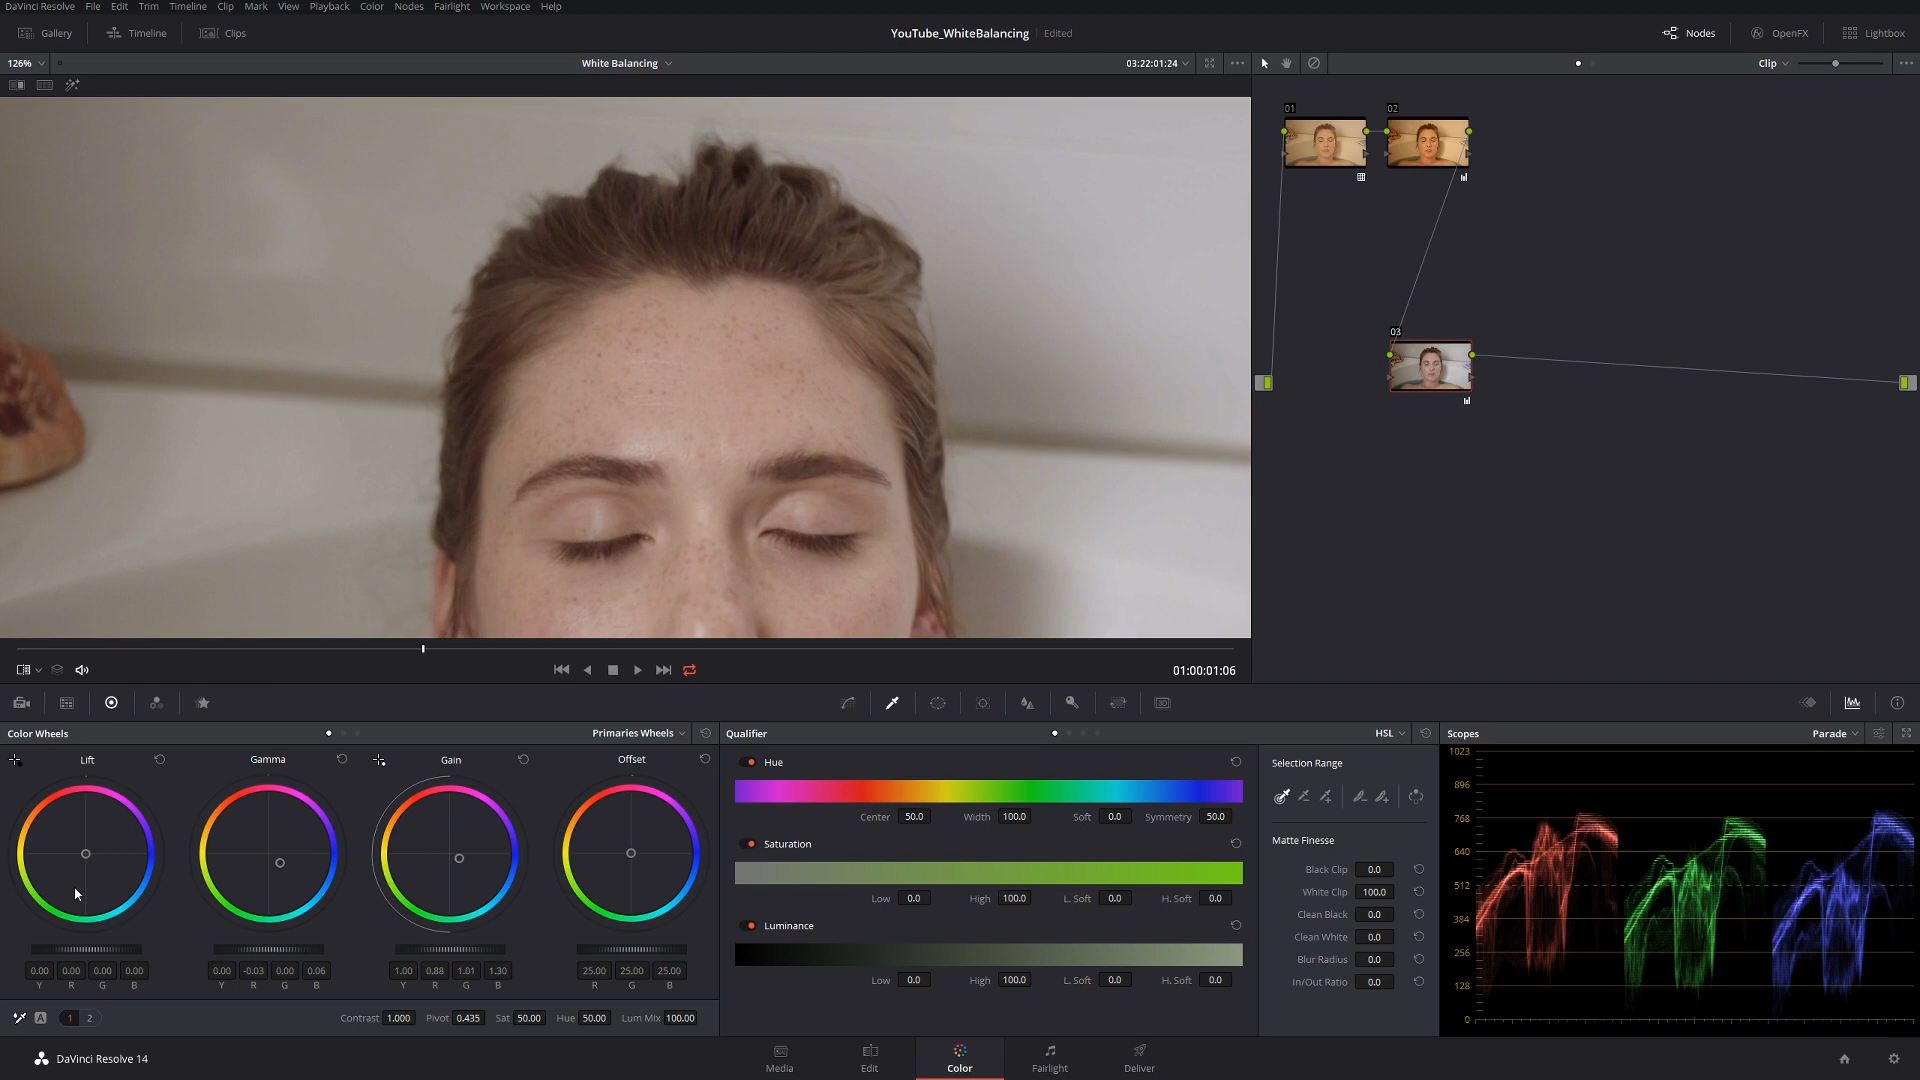 DaVinci Resolve File Edit Trim Timeline Clip Mark View Playback Color Nodes Fairlight Workspace Help
Gallery Timeline Clips YouTube_WhiteBalancing Edited Nodes OpenFX Lightbox
126% White Balancing 03:22:01:24 Clip
01 02
03
01:00:01:06
Color Wheels Primaries Wheels
Lift Gamma Gain Offset
0.00 0.00 0.00 0.00 0.00 -0.03 0.00 0.06 1.00 0.88 1.01 1.30 25.00 25.00 25.00
Y R G B Y R G B Y R G B R G B
A 1 2 Contrast 1.000 Pivot 0.435 Sat 50.00 Hue 50.00 Lum Mix 100.00
Qualifier HSL
Hue
Center 50.0 Width 100.0 Soft 0.0 Symmetry 50.0
Saturation
Low 0.0 High 100.0 L. Soft 0.0 H. Soft 0.0
Luminance
Low 0.0 High 100.0 L. Soft 0.0 H. Soft 0.0
Selection Range
Matte Finesse
Black Clip 0.0
White Clip 100.0
Clean Black 0.0
Clean White 0.0
Blur Radius 0.0
In/Out Ratio 0.0
Scopes Parade
1023
896
768
640
512
384
256
128
0
DaVinci Resolve 14 Media Edit Color Fairlight Deliver